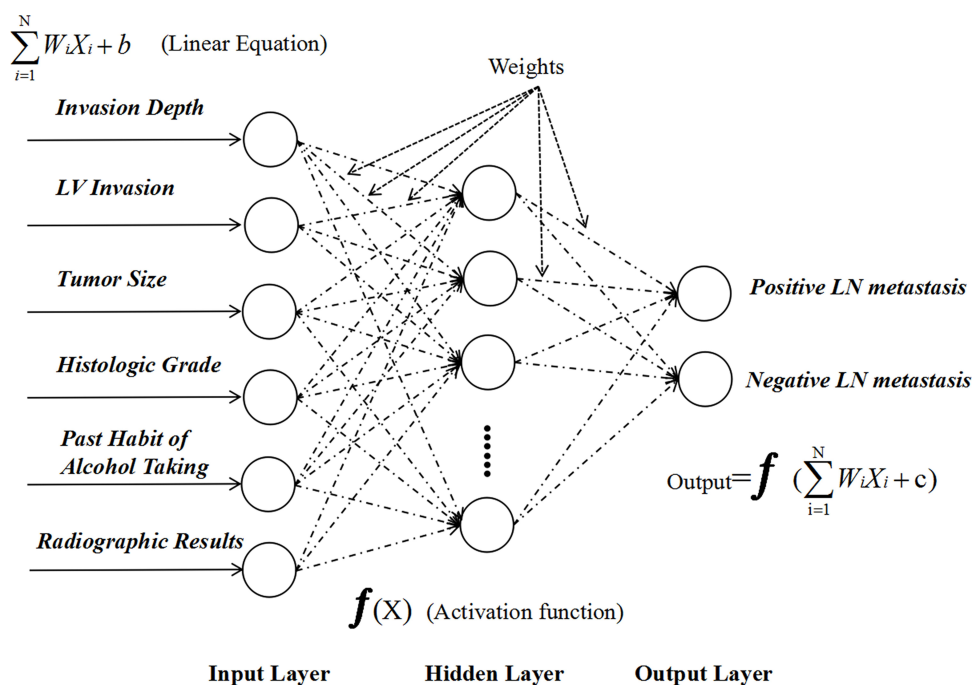 N
∑ WᵢXᵢ + b (Linear Equation)
i=1
Weights
Invasion Depth
LV Invasion
Tumor Size
Histologic Grade
Past Habit of
Alcohol Taking
Radiographic Results
Positive LN metastasis
Negative LN metastasis
N
Output=f (∑ WᵢXᵢ + c)
i=1
f(X) (Activation function)
Input Layer Hidden Layer Output Layer